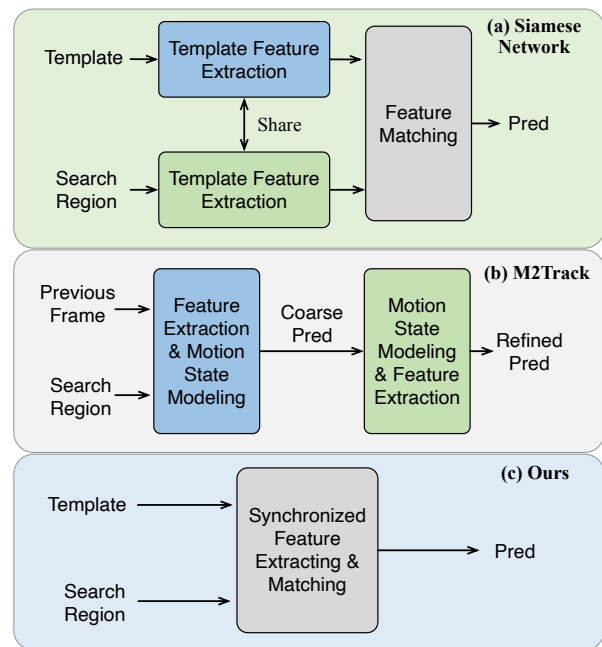 (a) Siamese
Network
Template
Template Feature
Extraction
Share
Feature
Matching
Pred
Search
Region
Template Feature
Extraction
(b) M2Track
Previous
Frame
Search
Region
Feature
Extraction
& Motion
State
Modeling
Coarse
Pred
Motion
State
Modeling
& Feature
Extraction
Refined
Pred
(c) Ours
Template
Search
Region
Synchronized
Feature
Extracting &
Matching
Pred